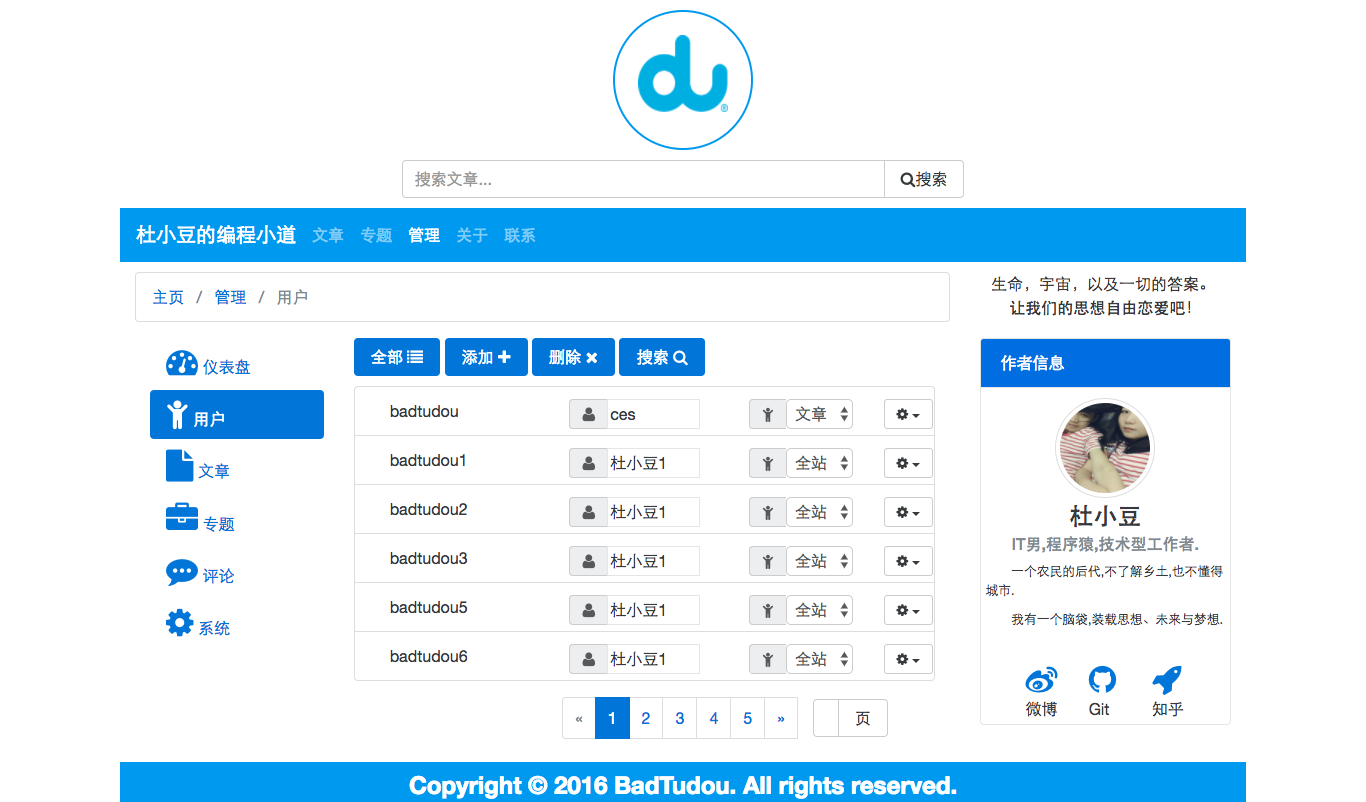 du®
搜索文章...
搜索
杜小豆的编程小道 文章 专题 管理 关于 联系
主页 / 管理 / 用户
生命，宇宙，以及一切的答案。
让我们的思想自由恋爱吧！
仪表盘
用户
文章
专题
评论
系统
全部 添加 删除 搜索
badtudou ces 文章
badtudou1 杜小豆1 全站
badtudou2 杜小豆1 全站
badtudou3 杜小豆1 全站
badtudou5 杜小豆1 全站
badtudou6 杜小豆1 全站
« 1 2 3 4 5 » 页
作者信息
杜小豆
IT男,程序猿,技术型工作者.
一个农民的后代,不了解乡土,也不懂得
城市.
我有一个脑袋,装载思想、未来与梦想.
微博 Git 知乎
Copyright © 2016 BadTudou. All rights reserved.